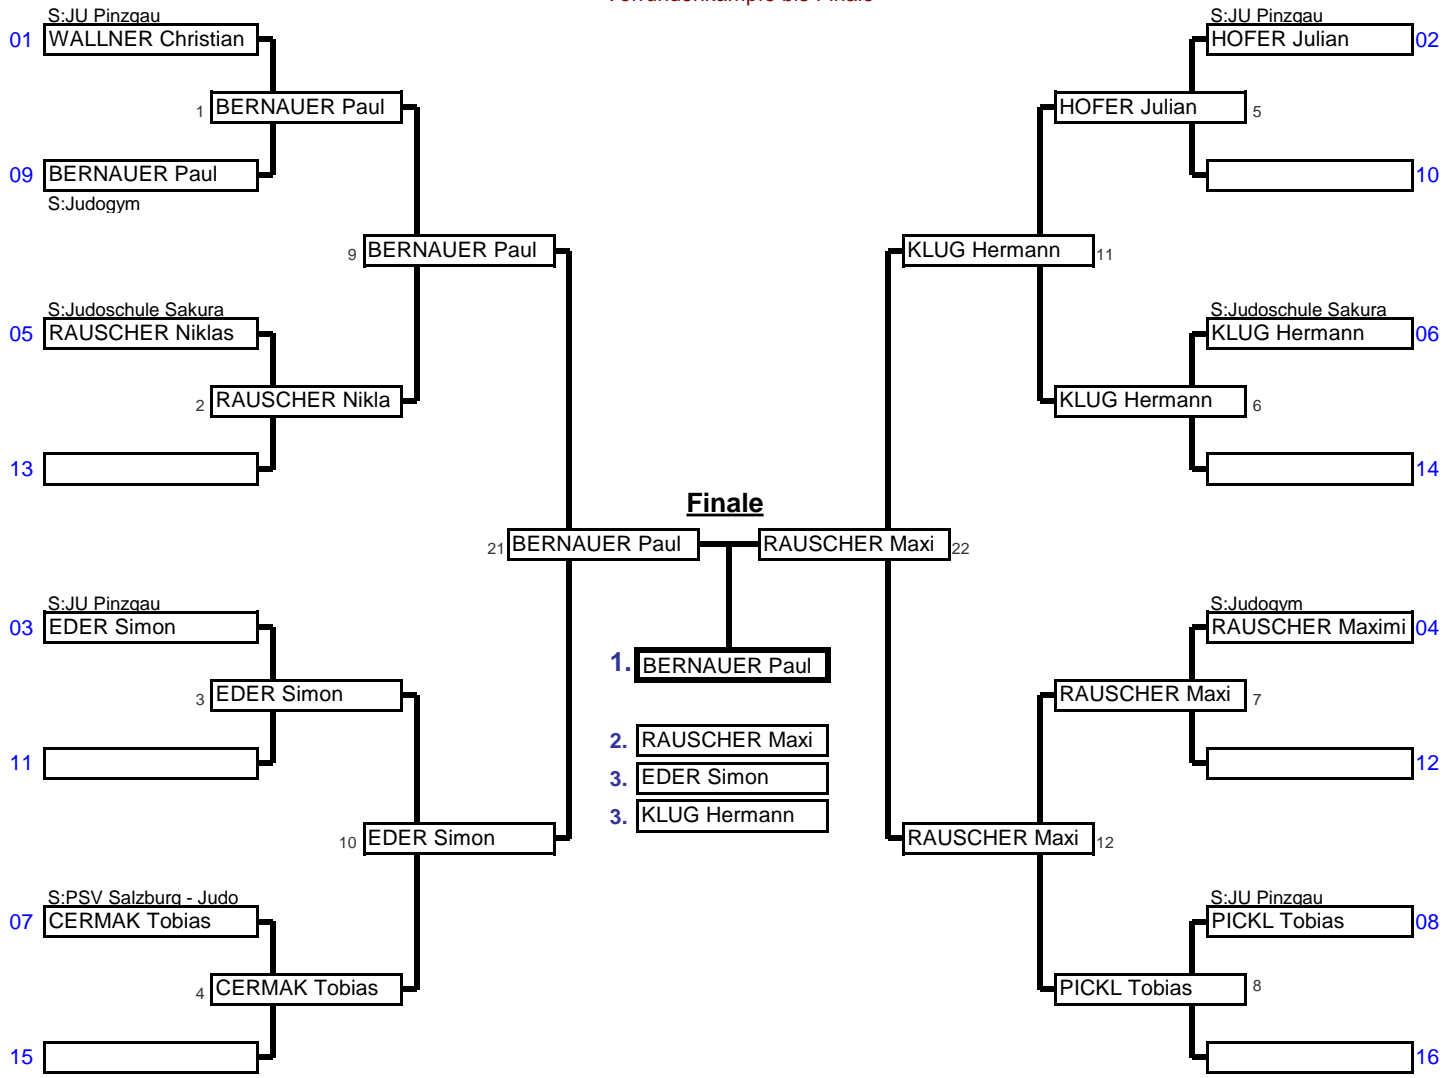 Vorrundenkämpfe bis Finale
S:JU Pinzgau
01 WALLNER Christian
1 BERNAUER Paul
09 BERNAUER Paul
S:Judogym
9 BERNAUER Paul
S:Judoschule Sakura
05 RAUSCHER Niklas
2 RAUSCHER Nikla
13
21 BERNAUER Paul
S:JU Pinzgau
03 EDER Simon
3 EDER Simon
11
10 EDER Simon
S:PSV Salzburg - Judo
07 CERMAK Tobias
4 CERMAK Tobias
15
Finale
1. BERNAUER Paul
2. RAUSCHER Maxi
3. EDER Simon
3. KLUG Hermann
S:JU Pinzgau
HOFER Julian 02
HOFER Julian 5
10
KLUG Hermann 11
S:Judoschule Sakura
KLUG Hermann 06
KLUG Hermann 6
14
RAUSCHER Maxi 22
S:Judogym
RAUSCHER Maximi 04
RAUSCHER Maxi 7
12
RAUSCHER Maxi 12
S:JU Pinzgau
PICKL Tobias 08
PICKL Tobias 8
16